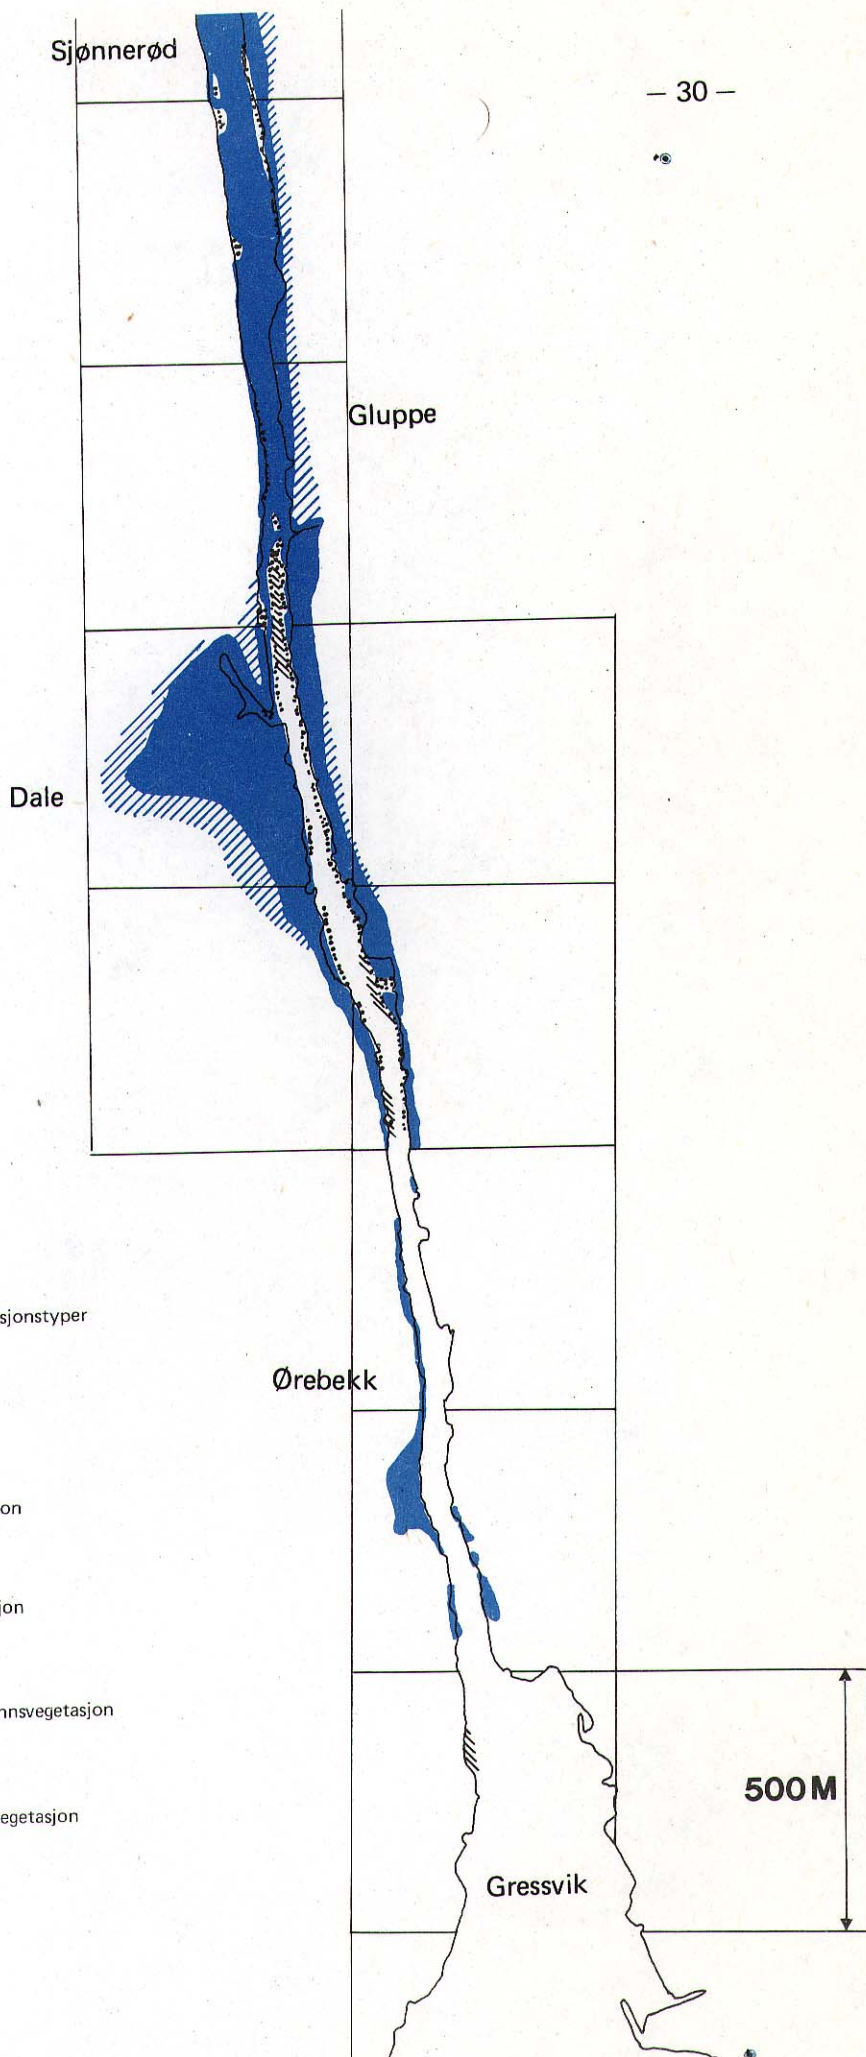 Sjønnerød
— 30 —
Gluppe
Dale
sjonstyper
Ørebekk
on
jon
nnsvegetasjon
egetasjon
500 M
Gressvik